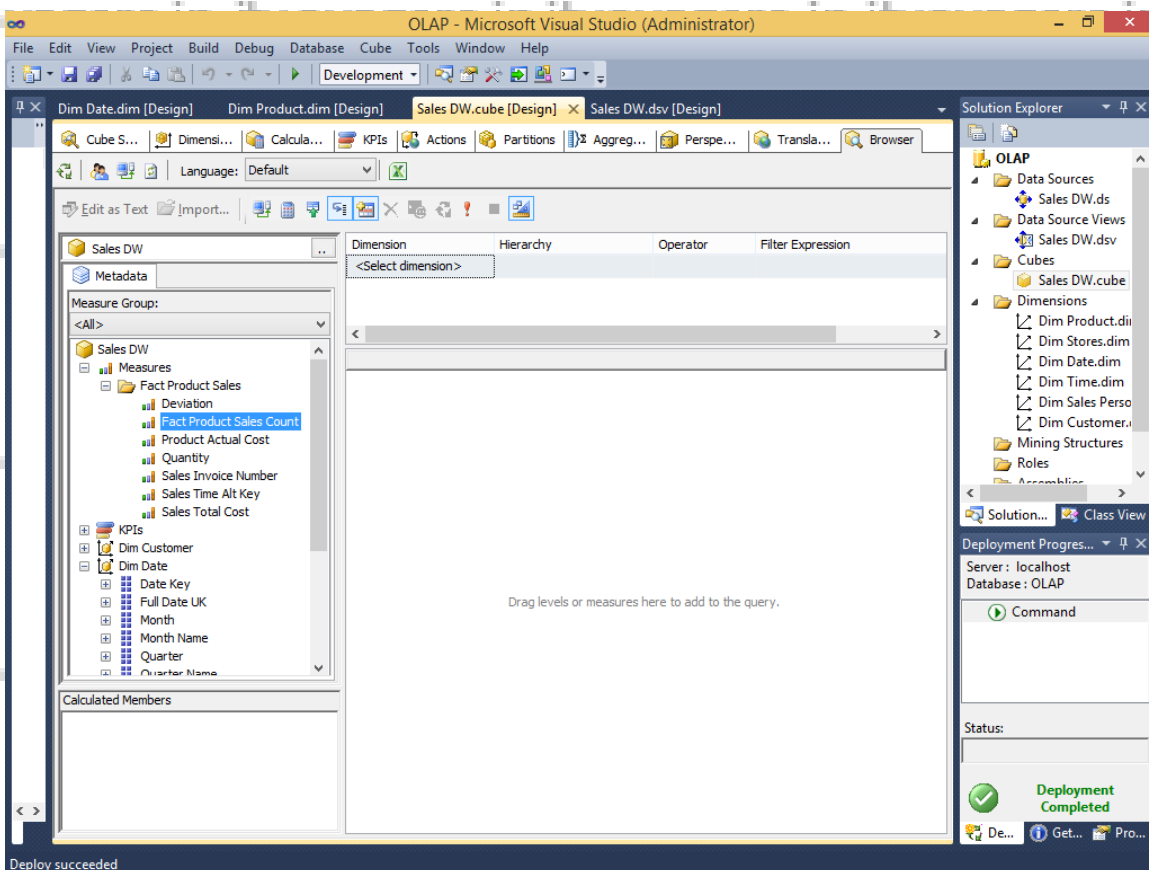 OLAP - Microsoft Visual Studio (Administrator)
File Edit View Project Build Debug Database Cube Tools Window Help
Development
Dim Date.dim [Design] Dim Product.dim [Design] Sales DW.cube [Design] Sales DW.dsv [Design]
Cube S... Dimensi... Calcula... KPIs Actions Partitions Aggreg... Perspe... Transla... Browser
Language: Default
Edit as Text Import...
Sales DW ..
Metadata
Measure Group:
<All>
Sales DW
Measures
Fact Product Sales
Deviation
Fact Product Sales Count
Product Actual Cost
Quantity
Sales Invoice Number
Sales Time Alt Key
Sales Total Cost
KPIs
Dim Customer
Dim Date
Date Key
Full Date UK
Month
Month Name
Quarter
Quarter Name
Calculated Members
Dimension Hierarchy Operator Filter Expression
<Select dimension>
Drag levels or measures here to add to the query.
Solution Explorer
OLAP
Data Sources
Sales DW.ds
Data Source Views
Sales DW.dsv
Cubes
Sales DW.cube
Dimensions
Dim Product.di
Dim Stores.dim
Dim Date.dim
Dim Time.dim
Dim Sales Perso
Dim Customer.
Mining Structures
Roles
Assemblies
Solution... Class View
Deployment Progres...
Server : localhost
Database : OLAP
Command
Status:
Deployment
Completed
De... Get... Pro...
Deploy succeeded